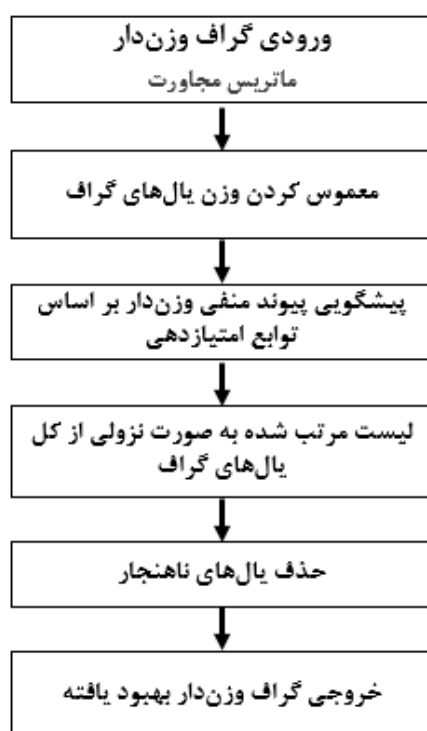 ورودی گراف وزن‌دار
ماتریس مجاورت
معموس کردن وزن یال‌های گراف
پیشگویی پیوند منفی وزن‌دار بر اساس
توابع امتیازدهی
لیست مرتب شده به صورت نزولی از کل
یال‌های گراف
حذف یال‌های ناهنجار
خروجی گراف وزن‌دار بهبود یافته